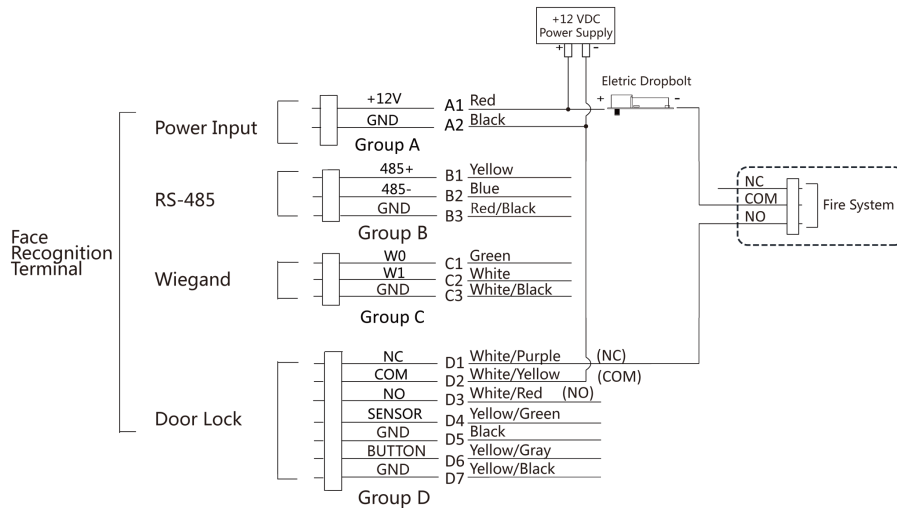 +12 VDC
Power Supply
+ -
Eletric Dropbolt
+ -
Face
Recognition
Terminal
Power Input
+12V A1 Red
GND A2 Black
Group A
RS-485
485+ B1 Yellow
485- B2 Blue
GND B3 Red/Black
Group B
Wiegand
W0 C1 Green
W1 C2 White
GND C3 White/Black
Group C
Door Lock
NC D1 White/Purple (NC)
COM D2 White/Yellow (COM)
NO D3 White/Red (NO)
SENSOR D4 Yellow/Green
GND D5 Black
BUTTON D6 Yellow/Gray
GND D7 Yellow/Black
Group D
NC
COM
NO
Fire System